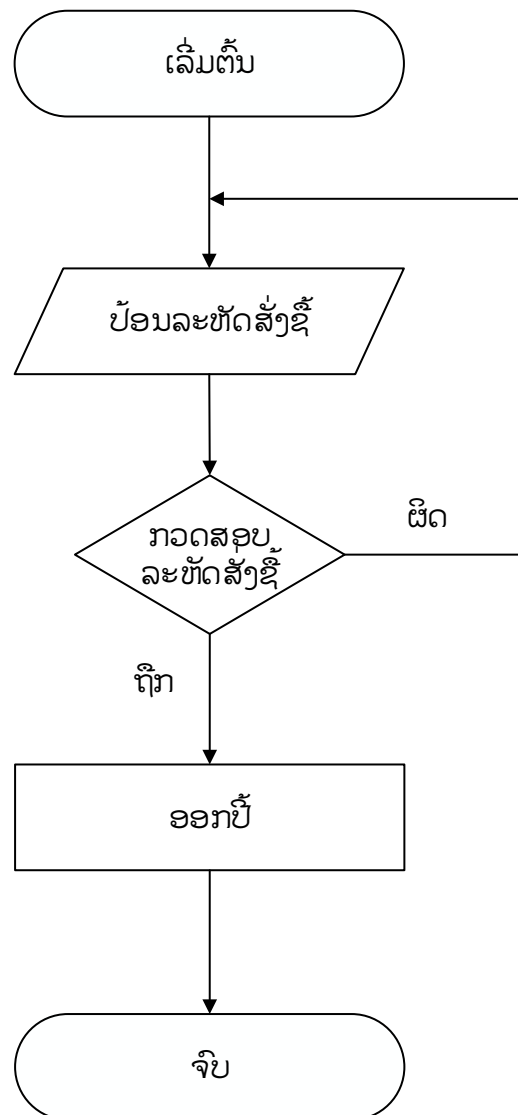 ເລີ່ມຕົ້ນ
ປ້ອນລະຫັດສັ່ງຊື້
ກວດສອບ
ລະຫັດສັ່ງຊື້
ຜິດ
ຖືກ
ອອກປີ້
ຈົບ